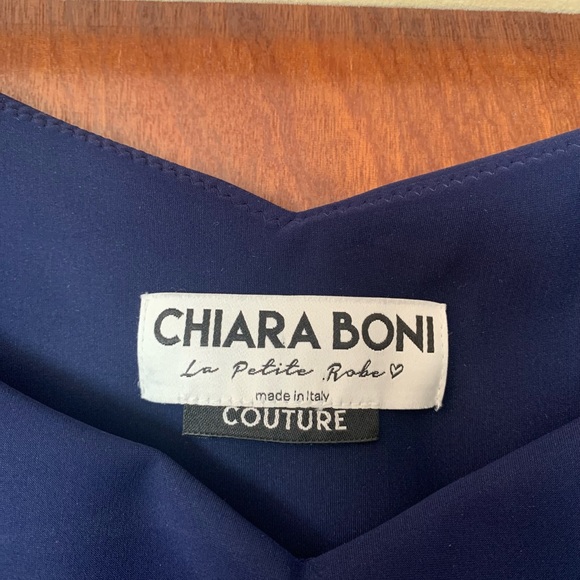 CHIARA BONI
La Petite Robe ♡
made in Italy
COUTURE